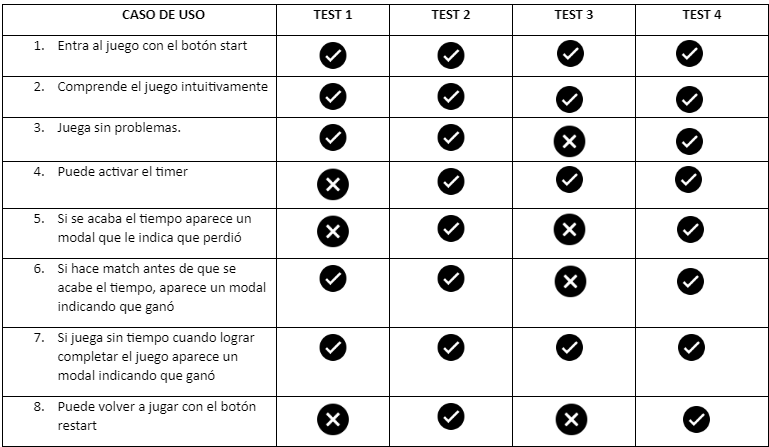 CASO DE USO TEST 1 TEST 2 TEST 3 TEST 4
1. Entra al juego con el botón start
2. Comprende el juego intuitivamente
3. Juega sin problemas.
4. Puede activar el timer
5. Si se acaba el tiempo aparece un
modal que le indica que perdió
6. Si hace match antes de que se
acabe el tiempo, aparece un modal
indicando que ganó
7. Si juega sin tiempo cuando lograr
completar el juego aparece un
modal indicando que ganó
8. Puede volver a jugar con el botón
restart